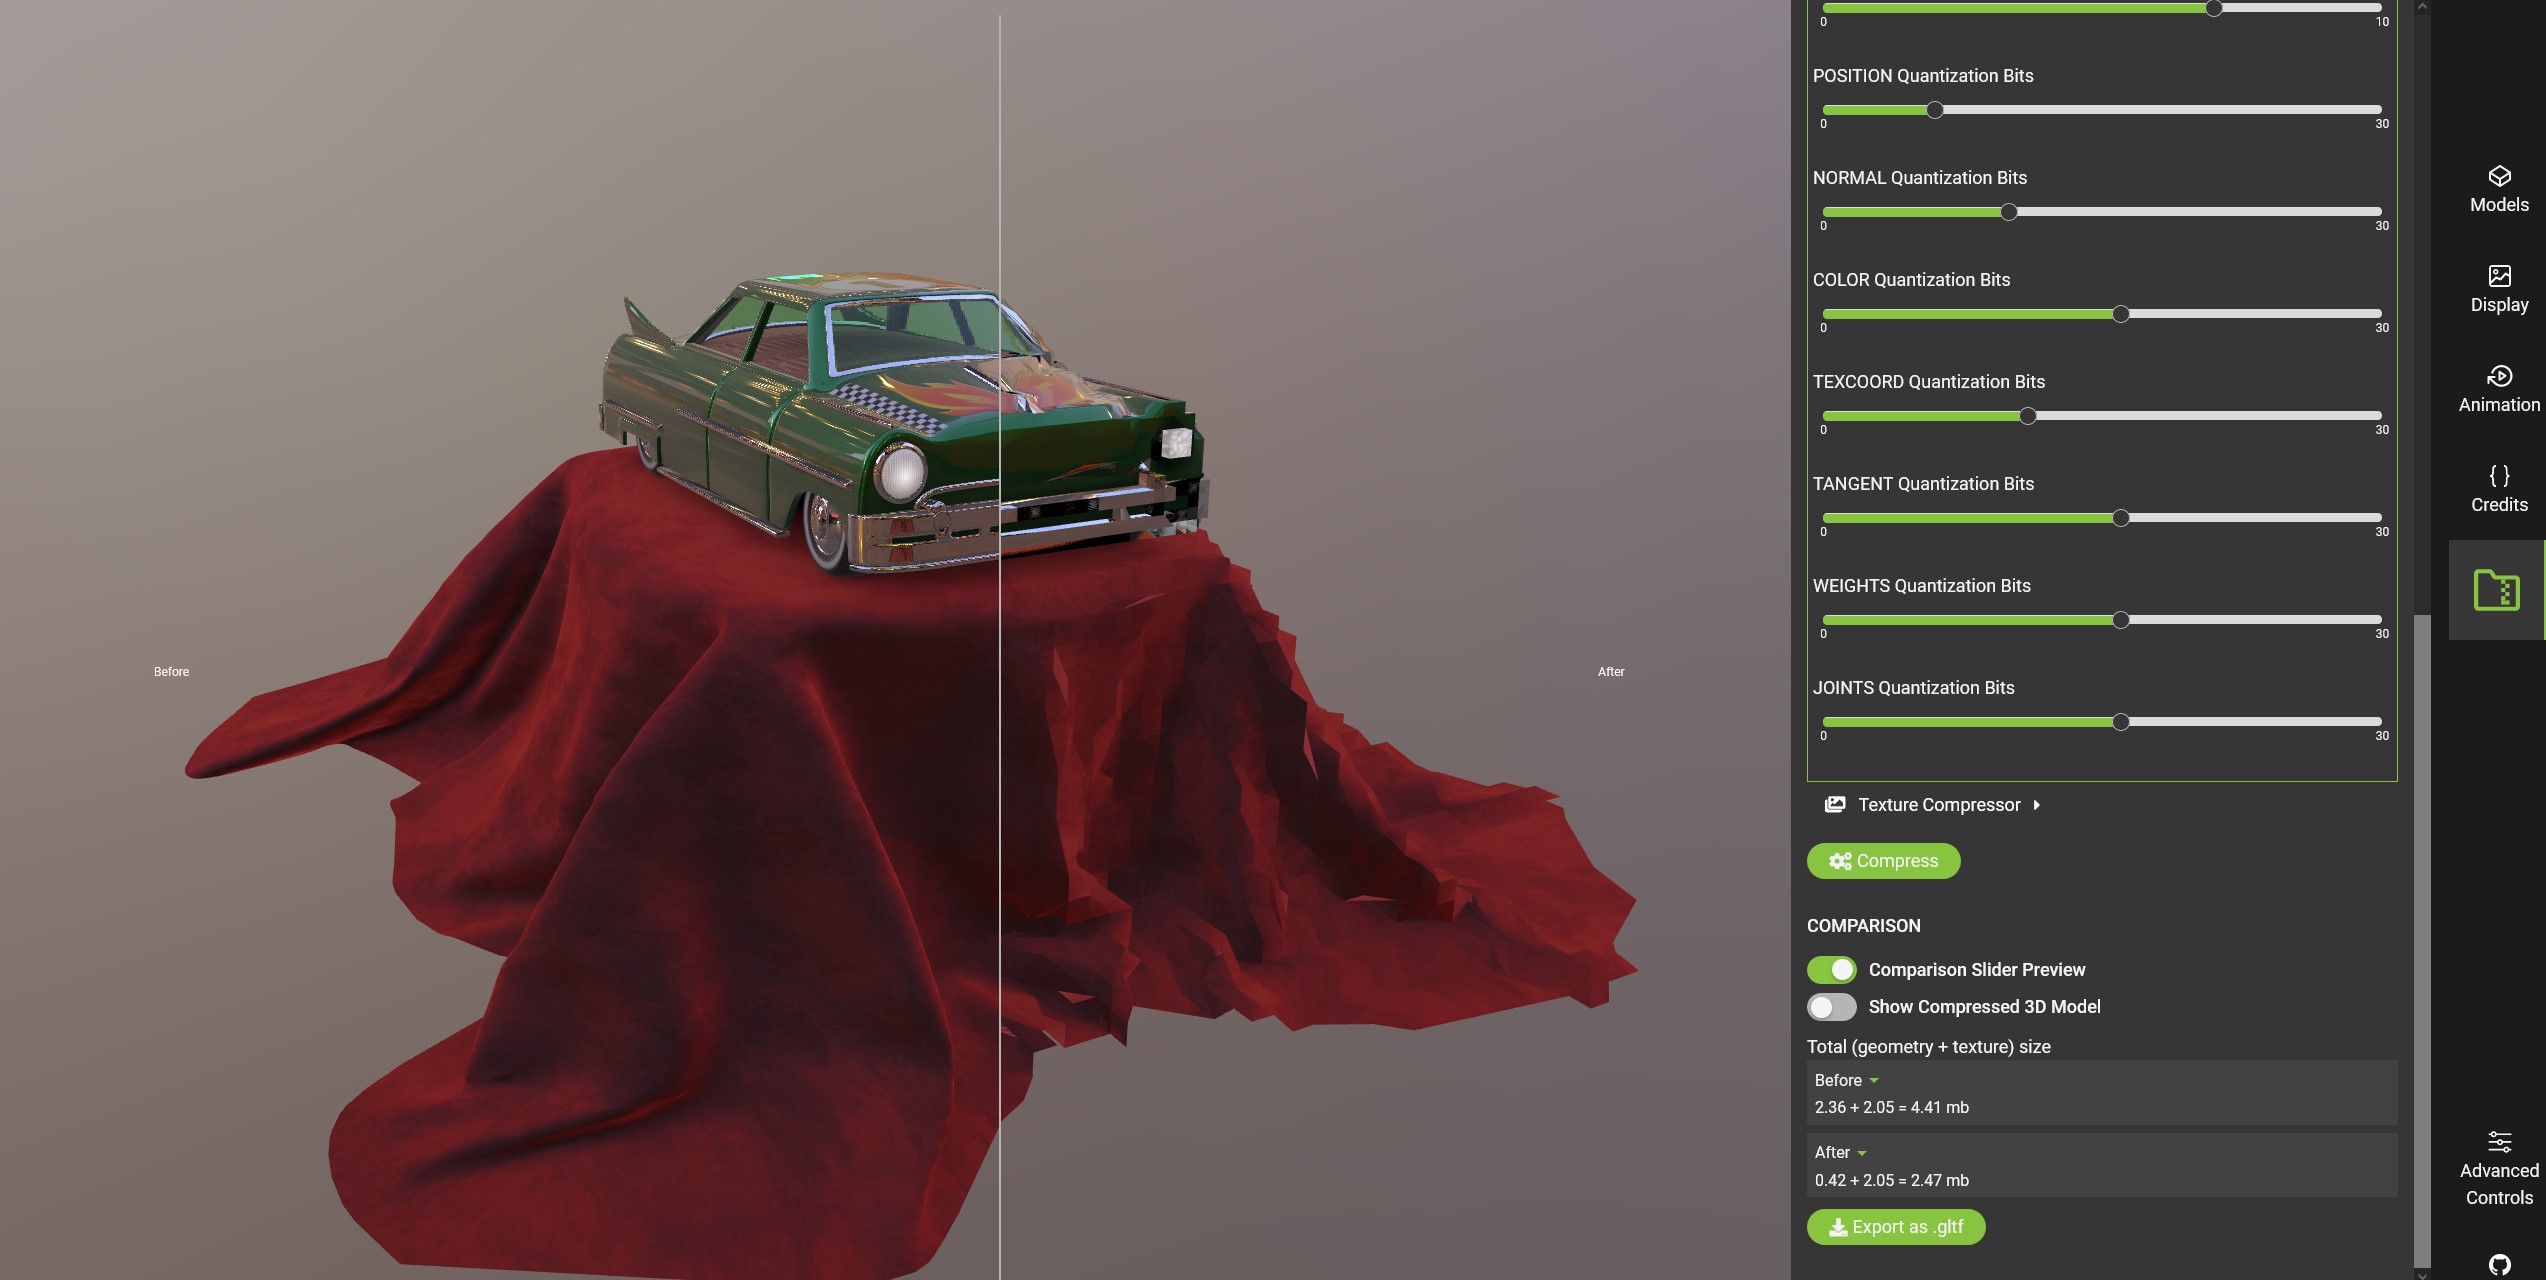 0 10
POSITION Quantization Bits
0 30
NORMAL Quantization Bits
0 30
COLOR Quantization Bits
0 30
TEXCOORD Quantization Bits
0 30
TANGENT Quantization Bits
0 30
WEIGHTS Quantization Bits
0 30
JOINTS Quantization Bits
0 30
Texture Compressor
Compress
COMPARISON
Comparison Slider Preview
Show Compressed 3D Model
Total (geometry + texture) size
Before
2.36 + 2.05 = 4.41 mb
After
0.42 + 2.05 = 2.47 mb
Export as .gltf
Before
After
Models
Display
Animation
Credits
Advanced
Controls